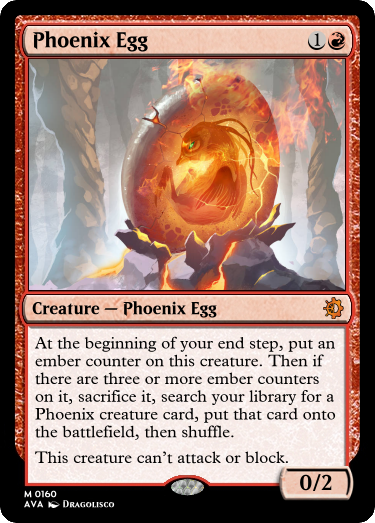 Phoenix Egg 1
Creature — Phoenix Egg
At the beginning of your end step, put an
ember counter on this creature. Then if
there are three or more ember counters
on it, sacrifice it, search your library for a
Phoenix creature card, put that card onto
the battlefield, then shuffle.
This creature can't attack or block.
0/2
M 0160
AVA Dragolisco